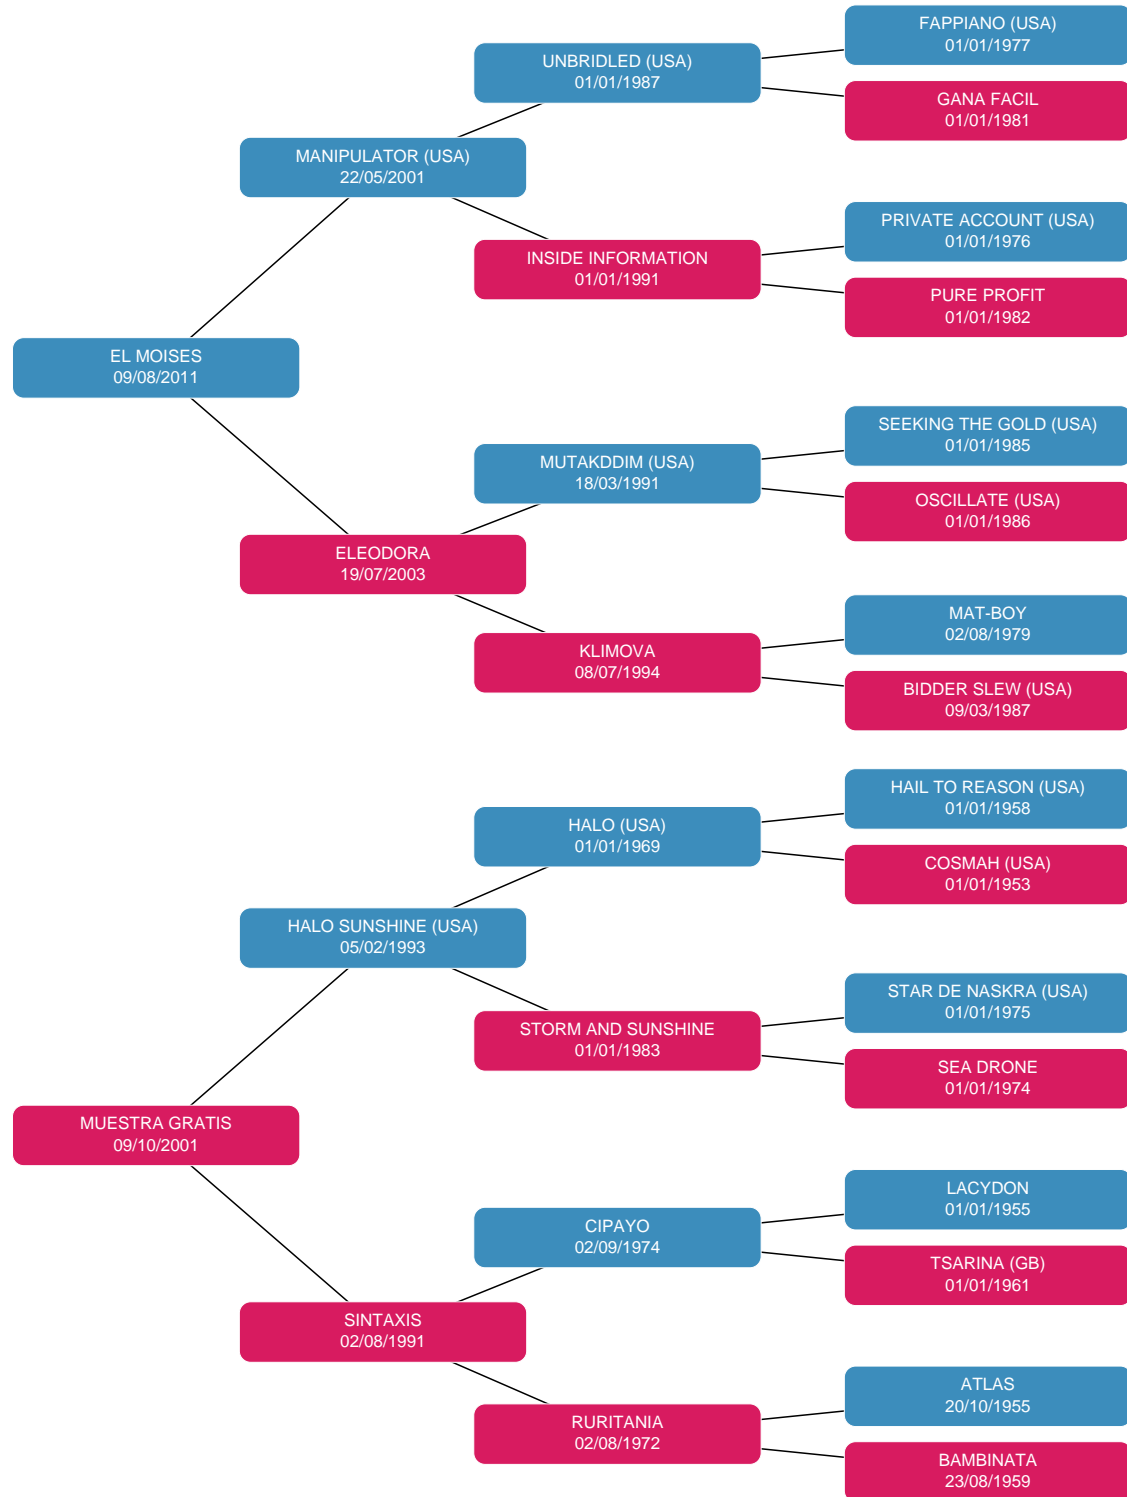 FAPPIANO (USA)
01/01/1977
UNBRIDLED (USA)
01/01/1987
GANA FACIL
01/01/1981
MANIPULATOR (USA)
22/05/2001
PRIVATE ACCOUNT (USA)
01/01/1976
INSIDE INFORMATION
01/01/1991
PURE PROFIT
01/01/1982
EL MOISES
09/08/2011
SEEKING THE GOLD (USA)
01/01/1985
MUTAKDDIM (USA)
18/03/1991
OSCILLATE (USA)
01/01/1986
ELEODORA
19/07/2003
MAT-BOY
02/08/1979
KLIMOVA
08/07/1994
BIDDER SLEW (USA)
09/03/1987
HAIL TO REASON (USA)
01/01/1958
HALO (USA)
01/01/1969
COSMAH (USA)
01/01/1953
HALO SUNSHINE (USA)
05/02/1993
STAR DE NASKRA (USA)
01/01/1975
STORM AND SUNSHINE
01/01/1983
SEA DRONE
01/01/1974
MUESTRA GRATIS
09/10/2001
LACYDON
01/01/1955
CIPAYO
02/09/1974
TSARINA (GB)
01/01/1961
SINTAXIS
02/08/1991
ATLAS
20/10/1955
RURITANIA
02/08/1972
BAMBINATA
23/08/1959